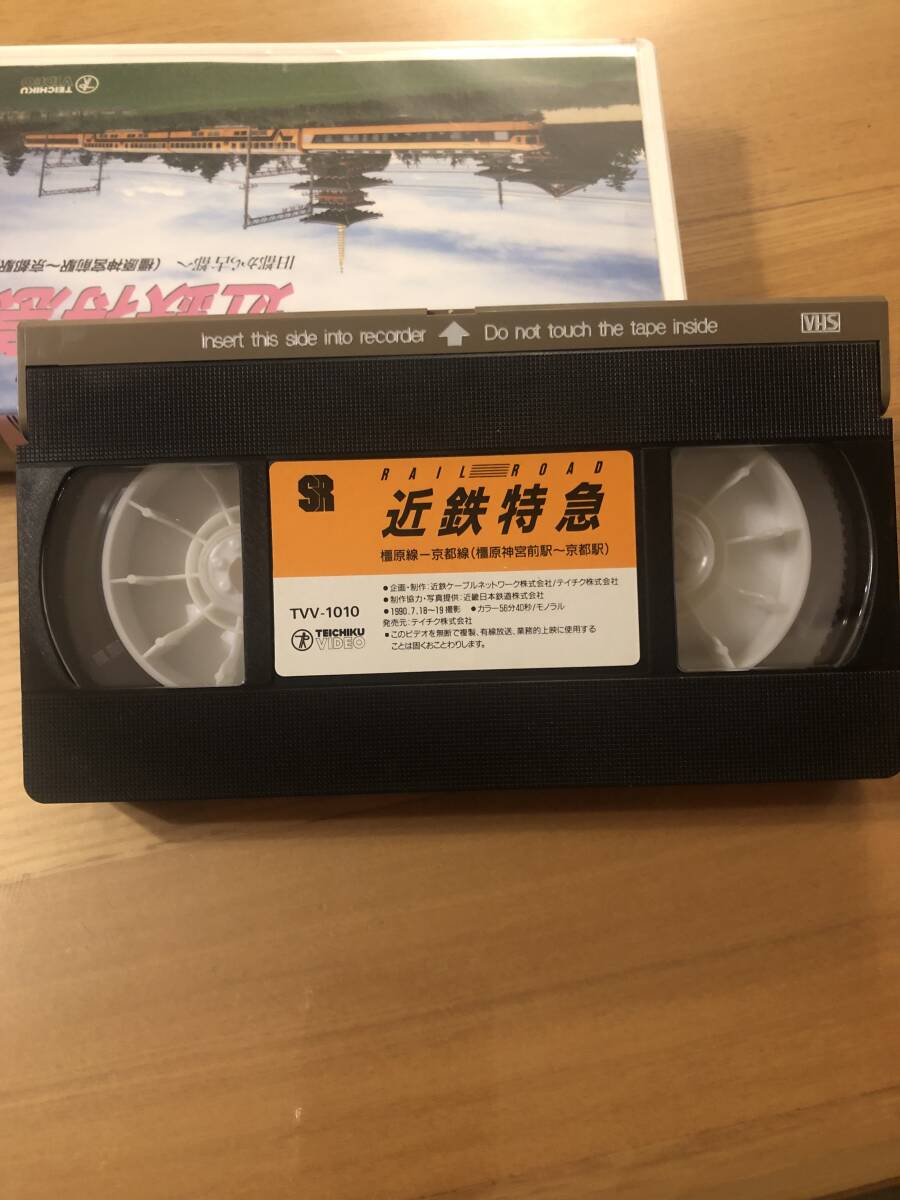 TEICHIKU
VIDEO
旧都から古都へ(橿原神宮前駅〜京都駅
近鉄特急
Insert this side into recorder
Do not touch the tape inside
VHS
SR
RAIL ROAD
近鉄特急
橿原線ー京都線(橿原神宮前駅〜京都駅)
TVV-1010
TEICHIKU
VIDEO
●企画・制作:近鉄ケーブルネットワーク株式会社/テイチク株式会社
●制作協力・写真提供:近畿日本鉄道株式会社
●1990.7.18〜19撮影 ●カラー56分40秒/モノラル
発売元:テイチク株式会社
●このビデオを無断で複製、有線放送、業務的上映に使用する
ことは固くおことわりします。